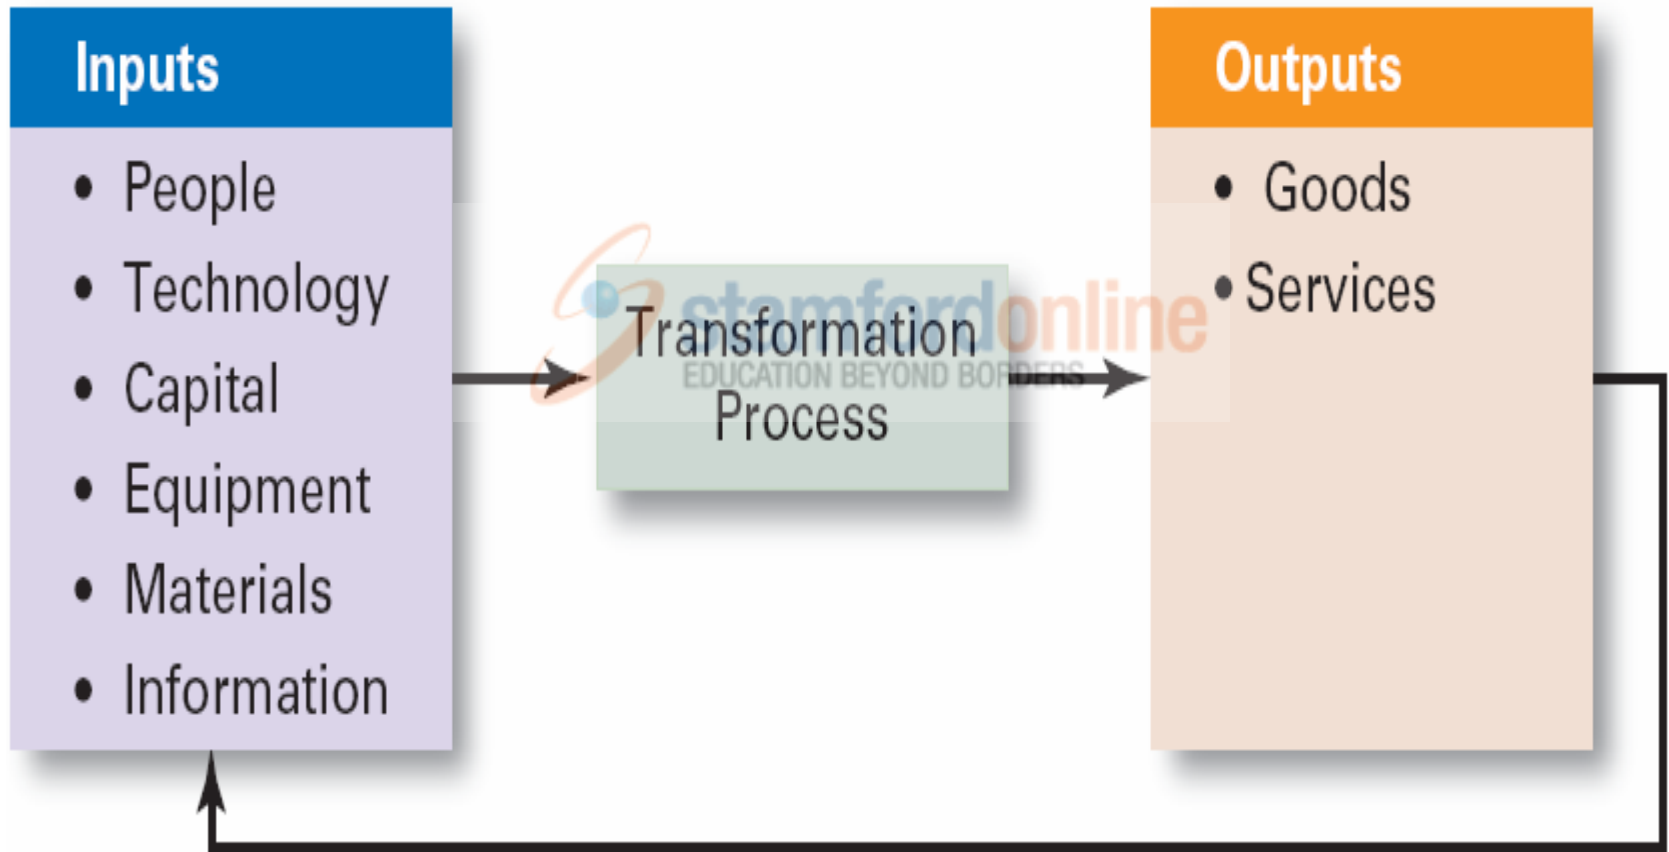 Inputs
• People
• Technology
• Capital
• Equipment
• Materials
• Information
stamfordonline
EDUCATION BEYOND BORDERS
Transformation
Process
Outputs
• Goods
• Services